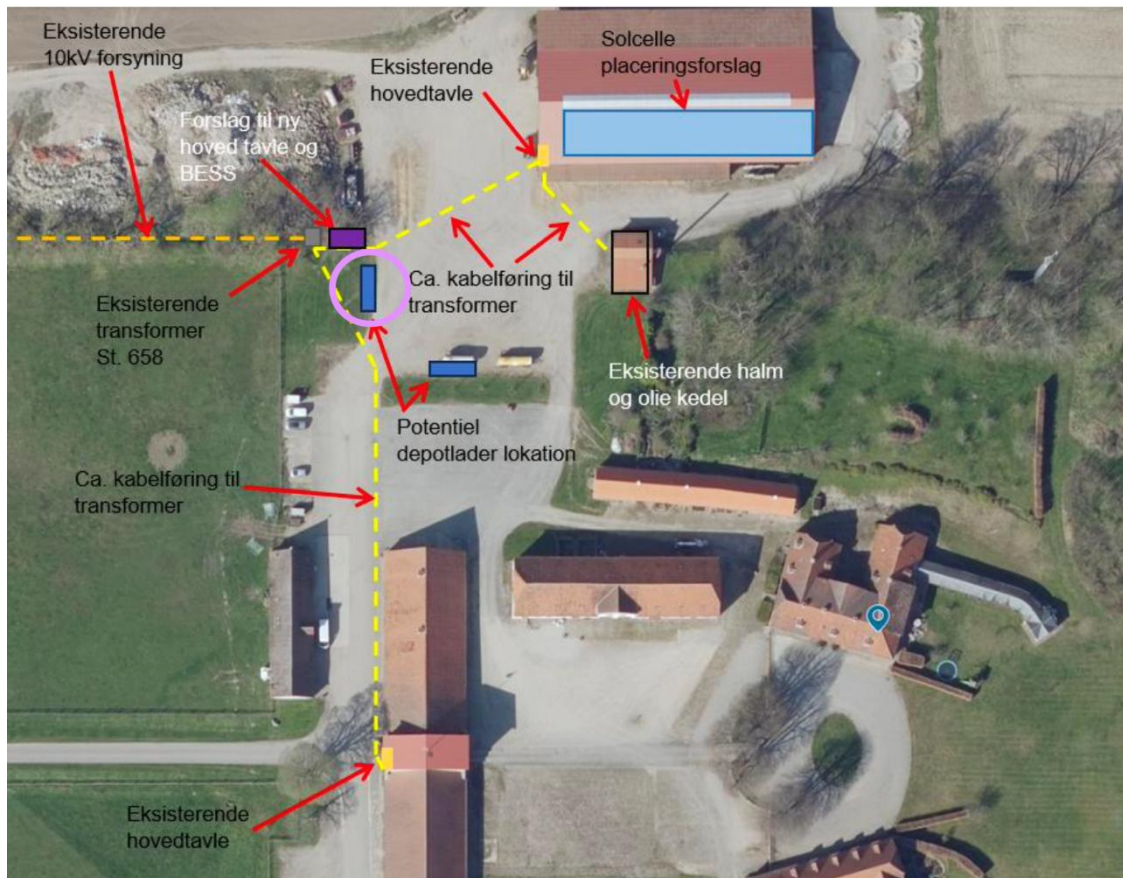 Eksisterende
10kV forsyning
Eksisterende
hovedtavle
Solcelle
placeringsforslag
Forslag til ny
hoved tavle og
BESS
Eksisterende
transformer
St. 658
Ca. kabelføring til
transformer
Eksisterende halm
og olie kedel
Potentiel
depotlader lokation
Ca. kabelføring til
transformer
Eksisterende
hovedtavle